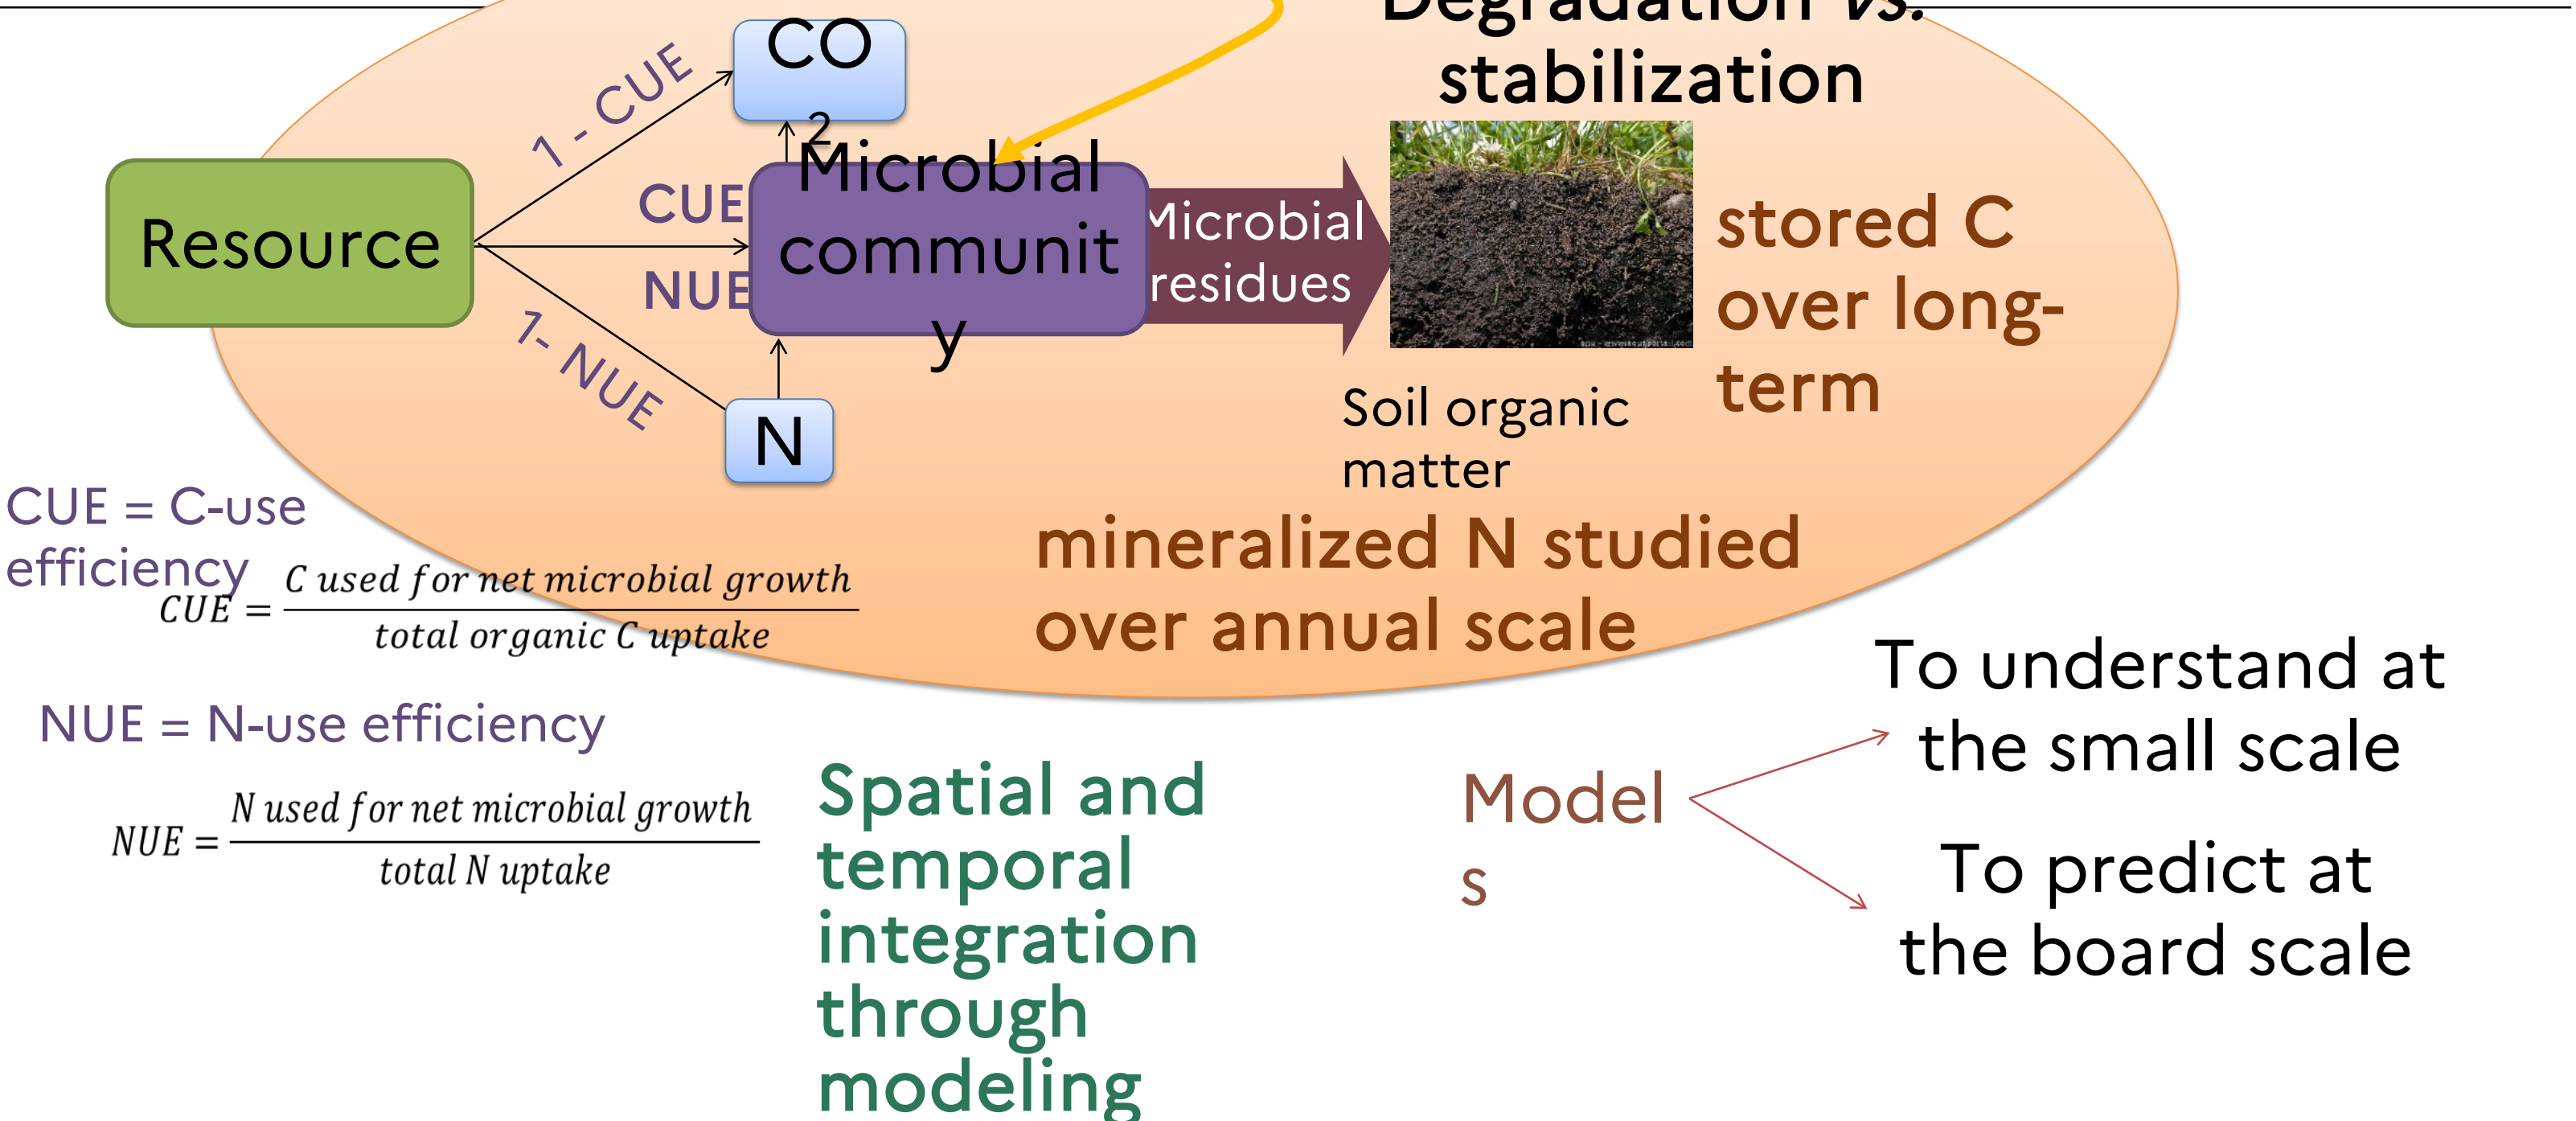 Degradation vs.
stabilization
CO
2
1 - CUE
Resource
CUE
NUE
1- NUE
Microbial
communit
y
N
Microbial
residues
stored C
over long-
term
Soil organic
matter
mineralized N studied
over annual scale
CUE = C-use
efficiency
CUE = C used for net microbial growth
total organic C uptake
NUE = N-use efficiency
NUE = N used for net microbial growth
total N uptake
Spatial and
temporal
integration
through
modeling
Model
s
To understand at
the small scale
To predict at
the board scale